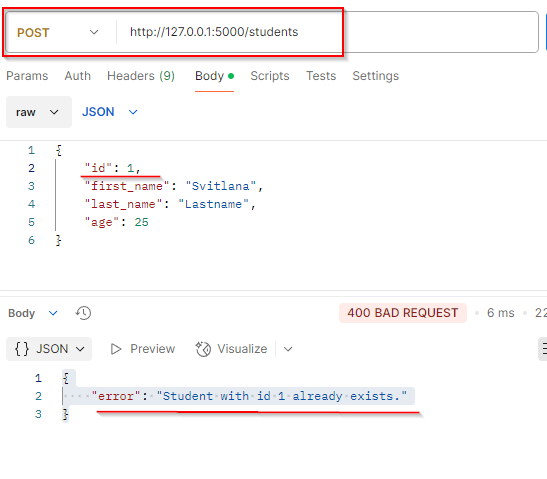 POST http://127.0.0.1:5000/students
Params Auth Headers (9) Body Scripts Tests Settings
raw JSON
1 {
2 "id": 1,
3 "first_name": "Svitlana",
4 "last_name": "Lastname",
5 "age": 25
6 }
Body 400 BAD REQUEST • 6 ms • 22
{} JSON Preview Visualize
1 {
2 "error": "Student with id 1 already exists."
3 }